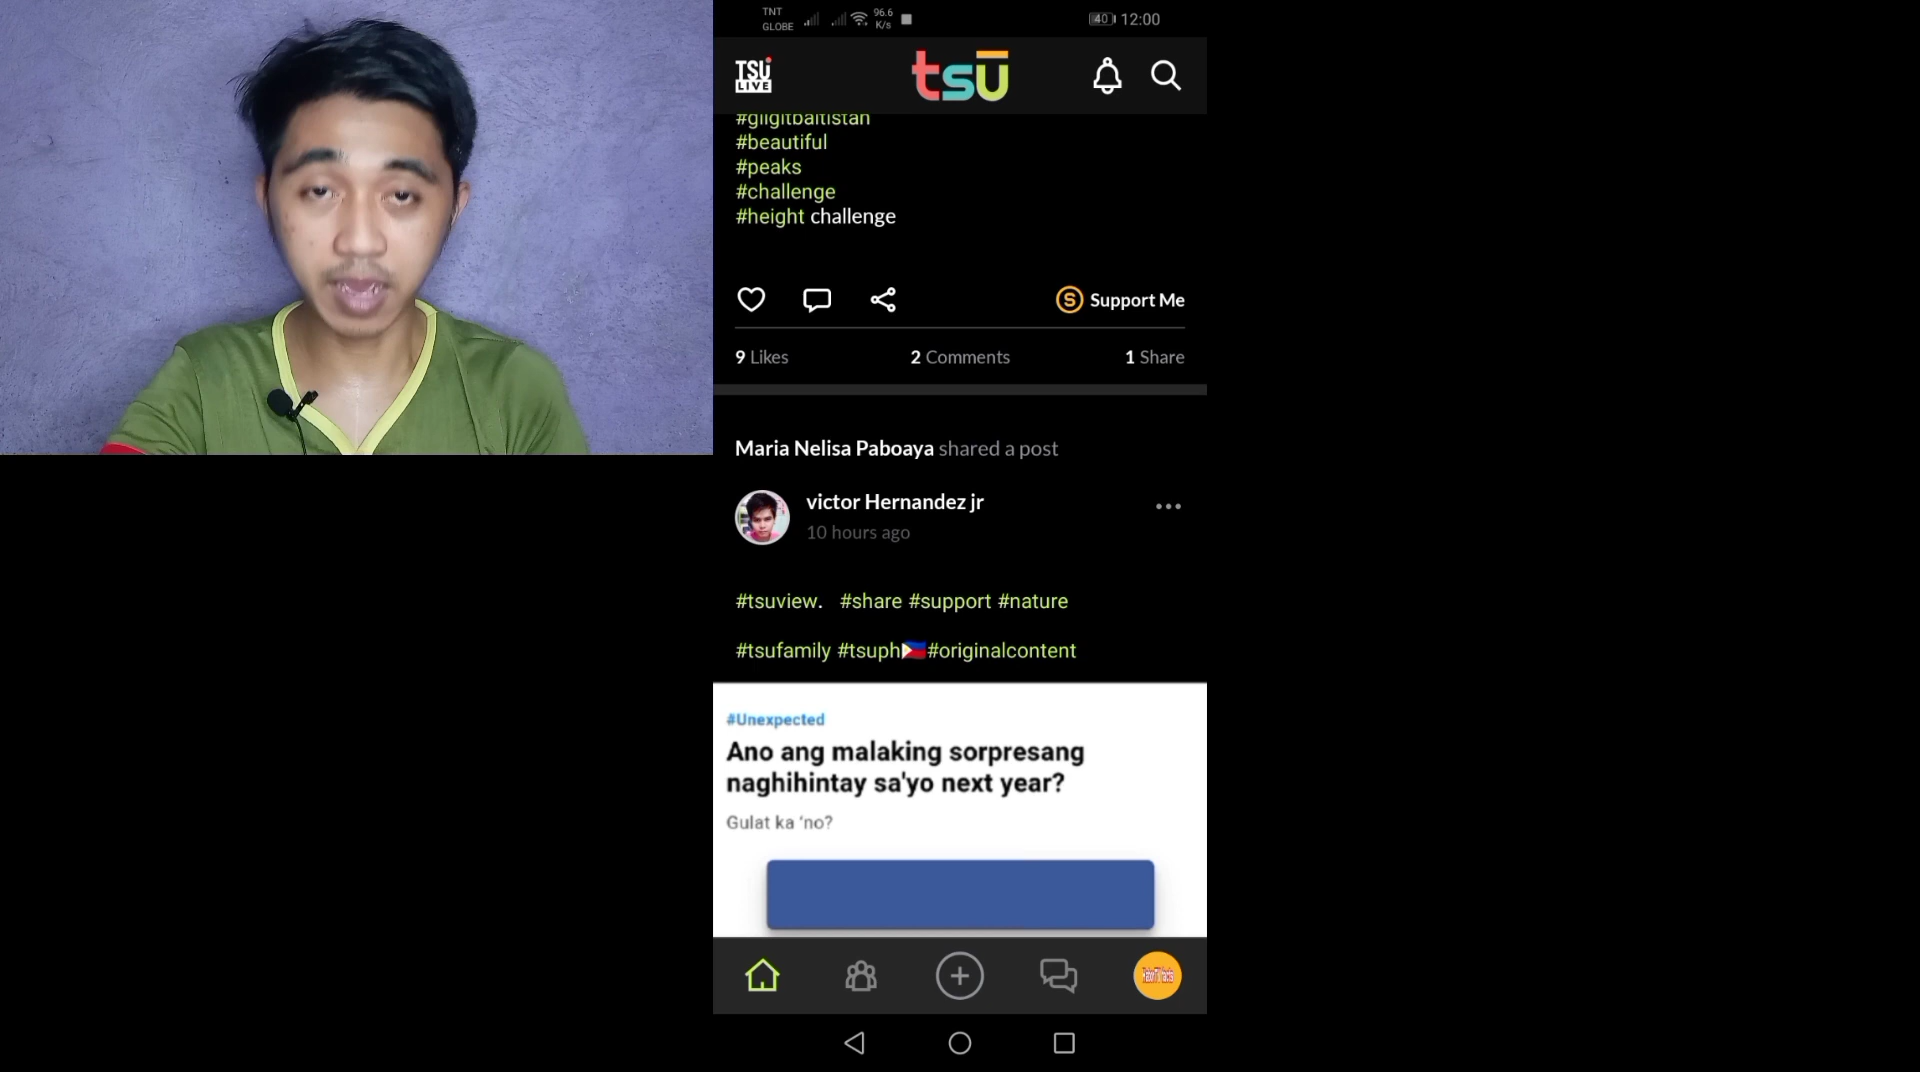 TNT
GLOBE
96.6
K/s
40
12:00
TSU
LIVE
tsū
#gilgitbaltistan
#beautiful
#peaks
#challenge
#height challenge
Support Me
9 Likes
2 Comments
1 Share
Maria Nelisa Paboaya shared a post
victor Hernandez jr
10 hours ago
#tsuview. #share #support #nature
#tsufamily #tsuph🇵🇭#originalcontent
#Unexpected
Ano ang malaking sorpresang
naghihintay sa'yo next year?
Gulat ka 'no?